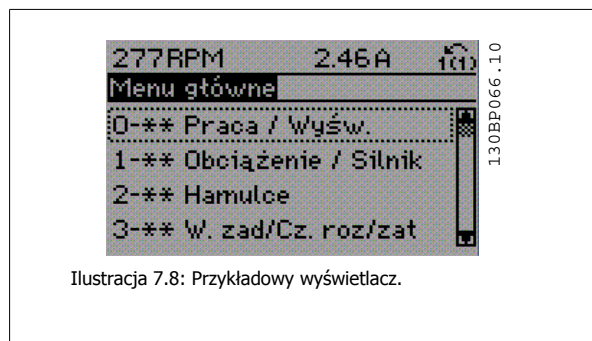 277RPM 2.46A 1(1)
Menu główne
0-** Praca / Wyśw.
1-** Obciążenie / Silnik
2-** Hamulce
3-** W. zad/Cz. roz/zat
130BP066.10
Ilustracja 7.8: Przykładowy wyświetlacz.